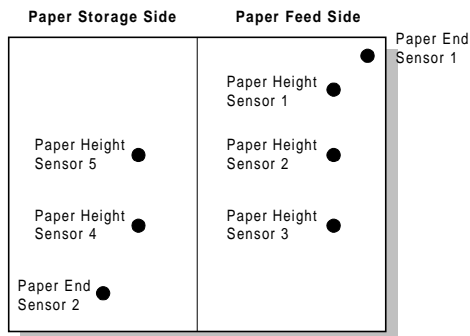 Paper Storage Side
Paper Feed Side
Paper End
Sensor 1
Paper Height
Sensor 1
Paper Height
Sensor 5
Paper Height
Sensor 2
Paper Height
Sensor 4
Paper Height
Sensor 3
Paper End
Sensor 2